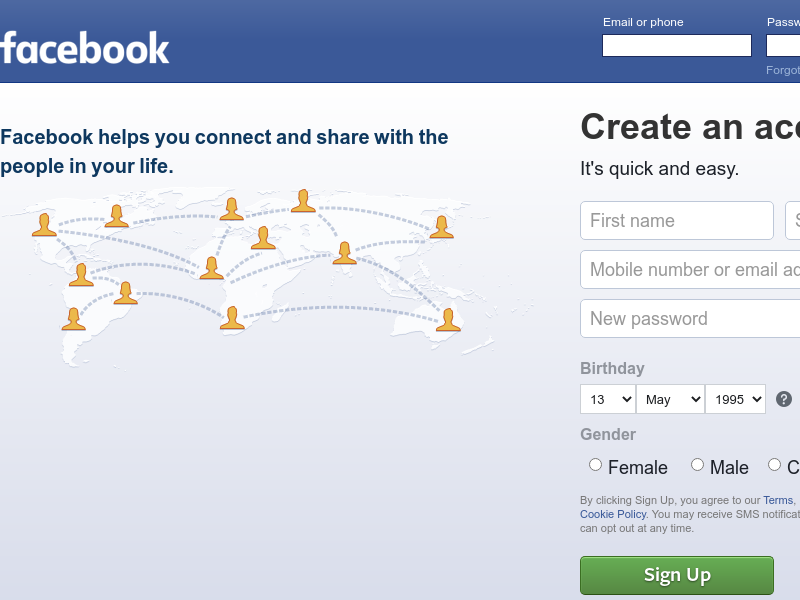 facebook
Email or phone
Passw
Forgot
Facebook helps you connect and share with the
people in your life.
Create an acc
It's quick and easy.
First name
S
Mobile number or email ad
New password
Birthday
13 May 1995 ?
Gender
Female Male C
By clicking Sign Up, you agree to our Terms,
Cookie Policy. You may receive SMS notificat
can opt out at any time.
Sign Up